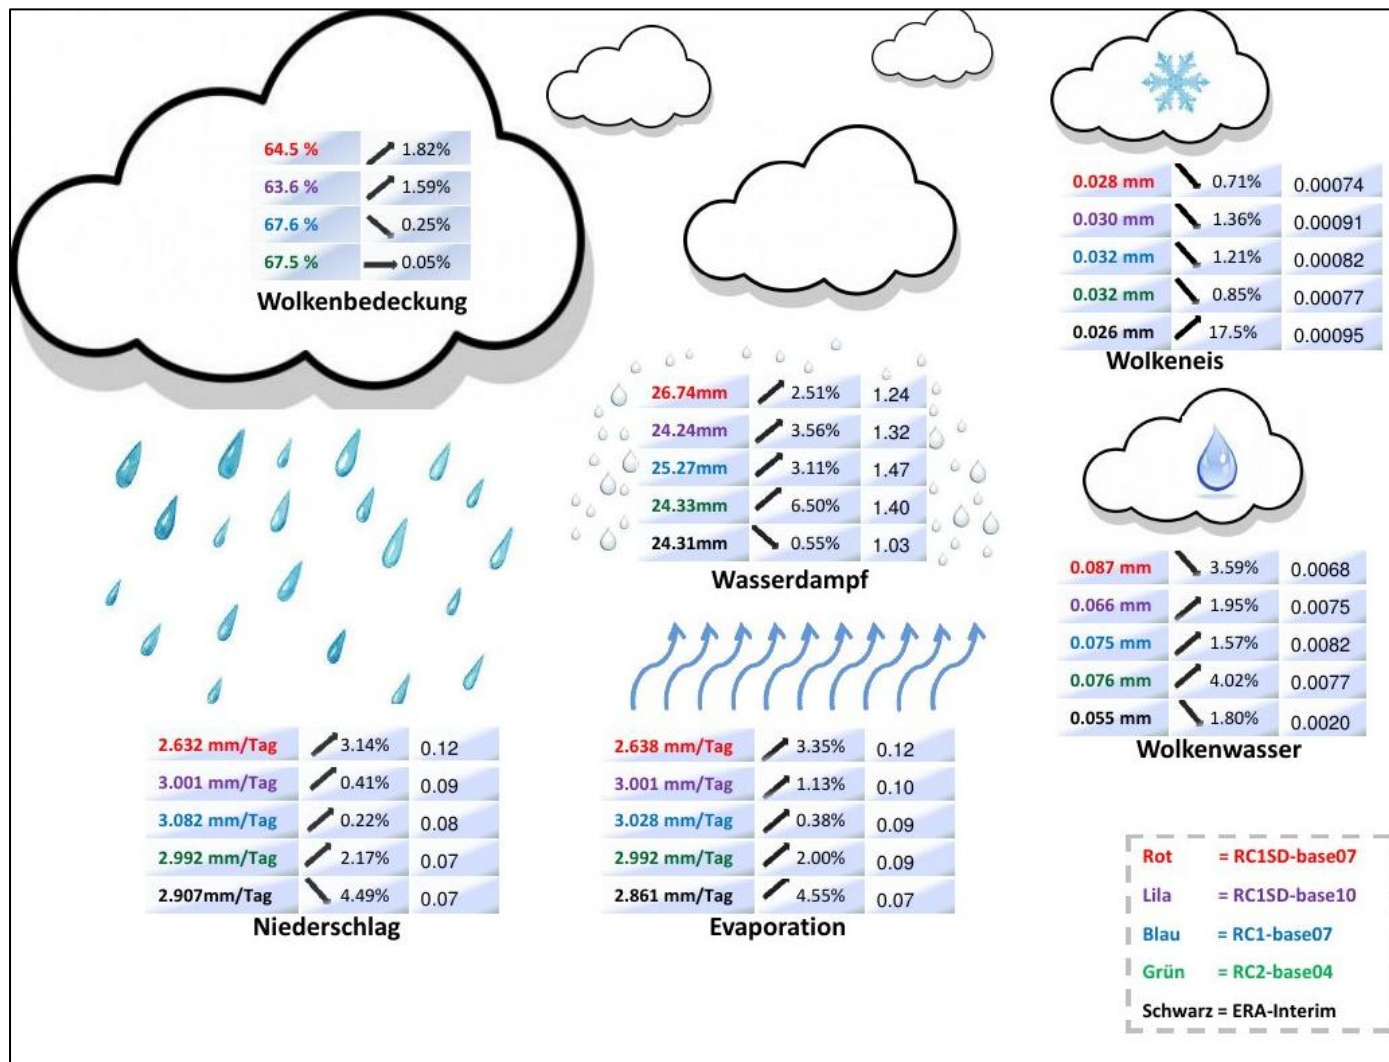 64.5 % 1.82%
63.6 % 1.59%
67.6 % 0.25%
67.5 % 0.05%
Wolkenbedeckung
0.028 mm 0.71% 0.00074
0.030 mm 1.36% 0.00091
0.032 mm 1.21% 0.00082
0.032 mm 0.85% 0.00077
0.026 mm 17.5% 0.00095
Wolkeneis
26.74mm 2.51% 1.24
24.24mm 3.56% 1.32
25.27mm 3.11% 1.47
24.33mm 6.50% 1.40
24.31mm 0.55% 1.03
Wasserdampf
0.087 mm 3.59% 0.0068
0.066 mm 1.95% 0.0075
0.075 mm 1.57% 0.0082
0.076 mm 4.02% 0.0077
0.055 mm 1.80% 0.0020
Wolkenwasser
2.632 mm/Tag 3.14% 0.12
3.001 mm/Tag 0.41% 0.09
3.082 mm/Tag 0.22% 0.08
2.992 mm/Tag 2.17% 0.07
2.907mm/Tag 4.49% 0.07
Niederschlag
2.638 mm/Tag 3.35% 0.12
3.001 mm/Tag 1.13% 0.10
3.028 mm/Tag 0.38% 0.09
2.992 mm/Tag 2.00% 0.09
2.861 mm/Tag 4.55% 0.07
Evaporation
Rot = RC1SD-base07
Lila = RC1SD-base10
Blau = RC1-base07
Grün = RC2-base04
Schwarz = ERA-Interim